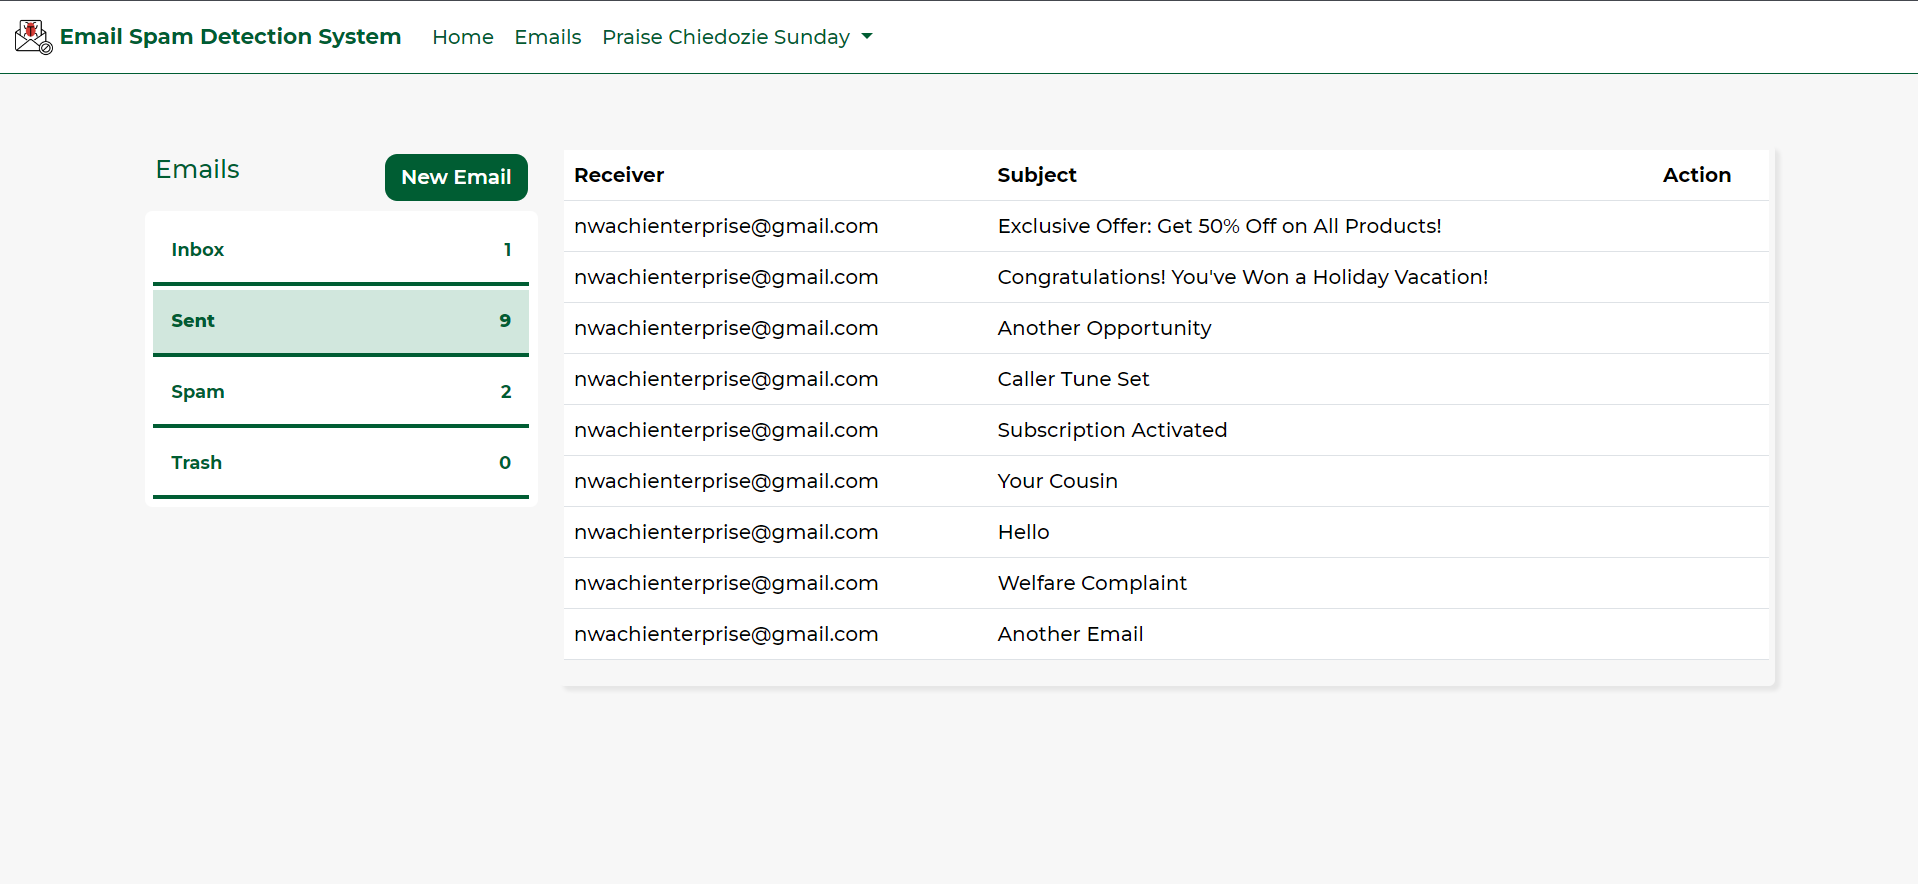 Email Spam Detection System Home Emails Praise Chiedozie Sunday
Emails New Email
Inbox 1
Sent 9
Spam 2
Trash 0
Receiver Subject Action
nwachienterprise@gmail.com Exclusive Offer: Get 50% Off on All Products!
nwachienterprise@gmail.com Congratulations! You've Won a Holiday Vacation!
nwachienterprise@gmail.com Another Opportunity
nwachienterprise@gmail.com Caller Tune Set
nwachienterprise@gmail.com Subscription Activated
nwachienterprise@gmail.com Your Cousin
nwachienterprise@gmail.com Hello
nwachienterprise@gmail.com Welfare Complaint
nwachienterprise@gmail.com Another Email